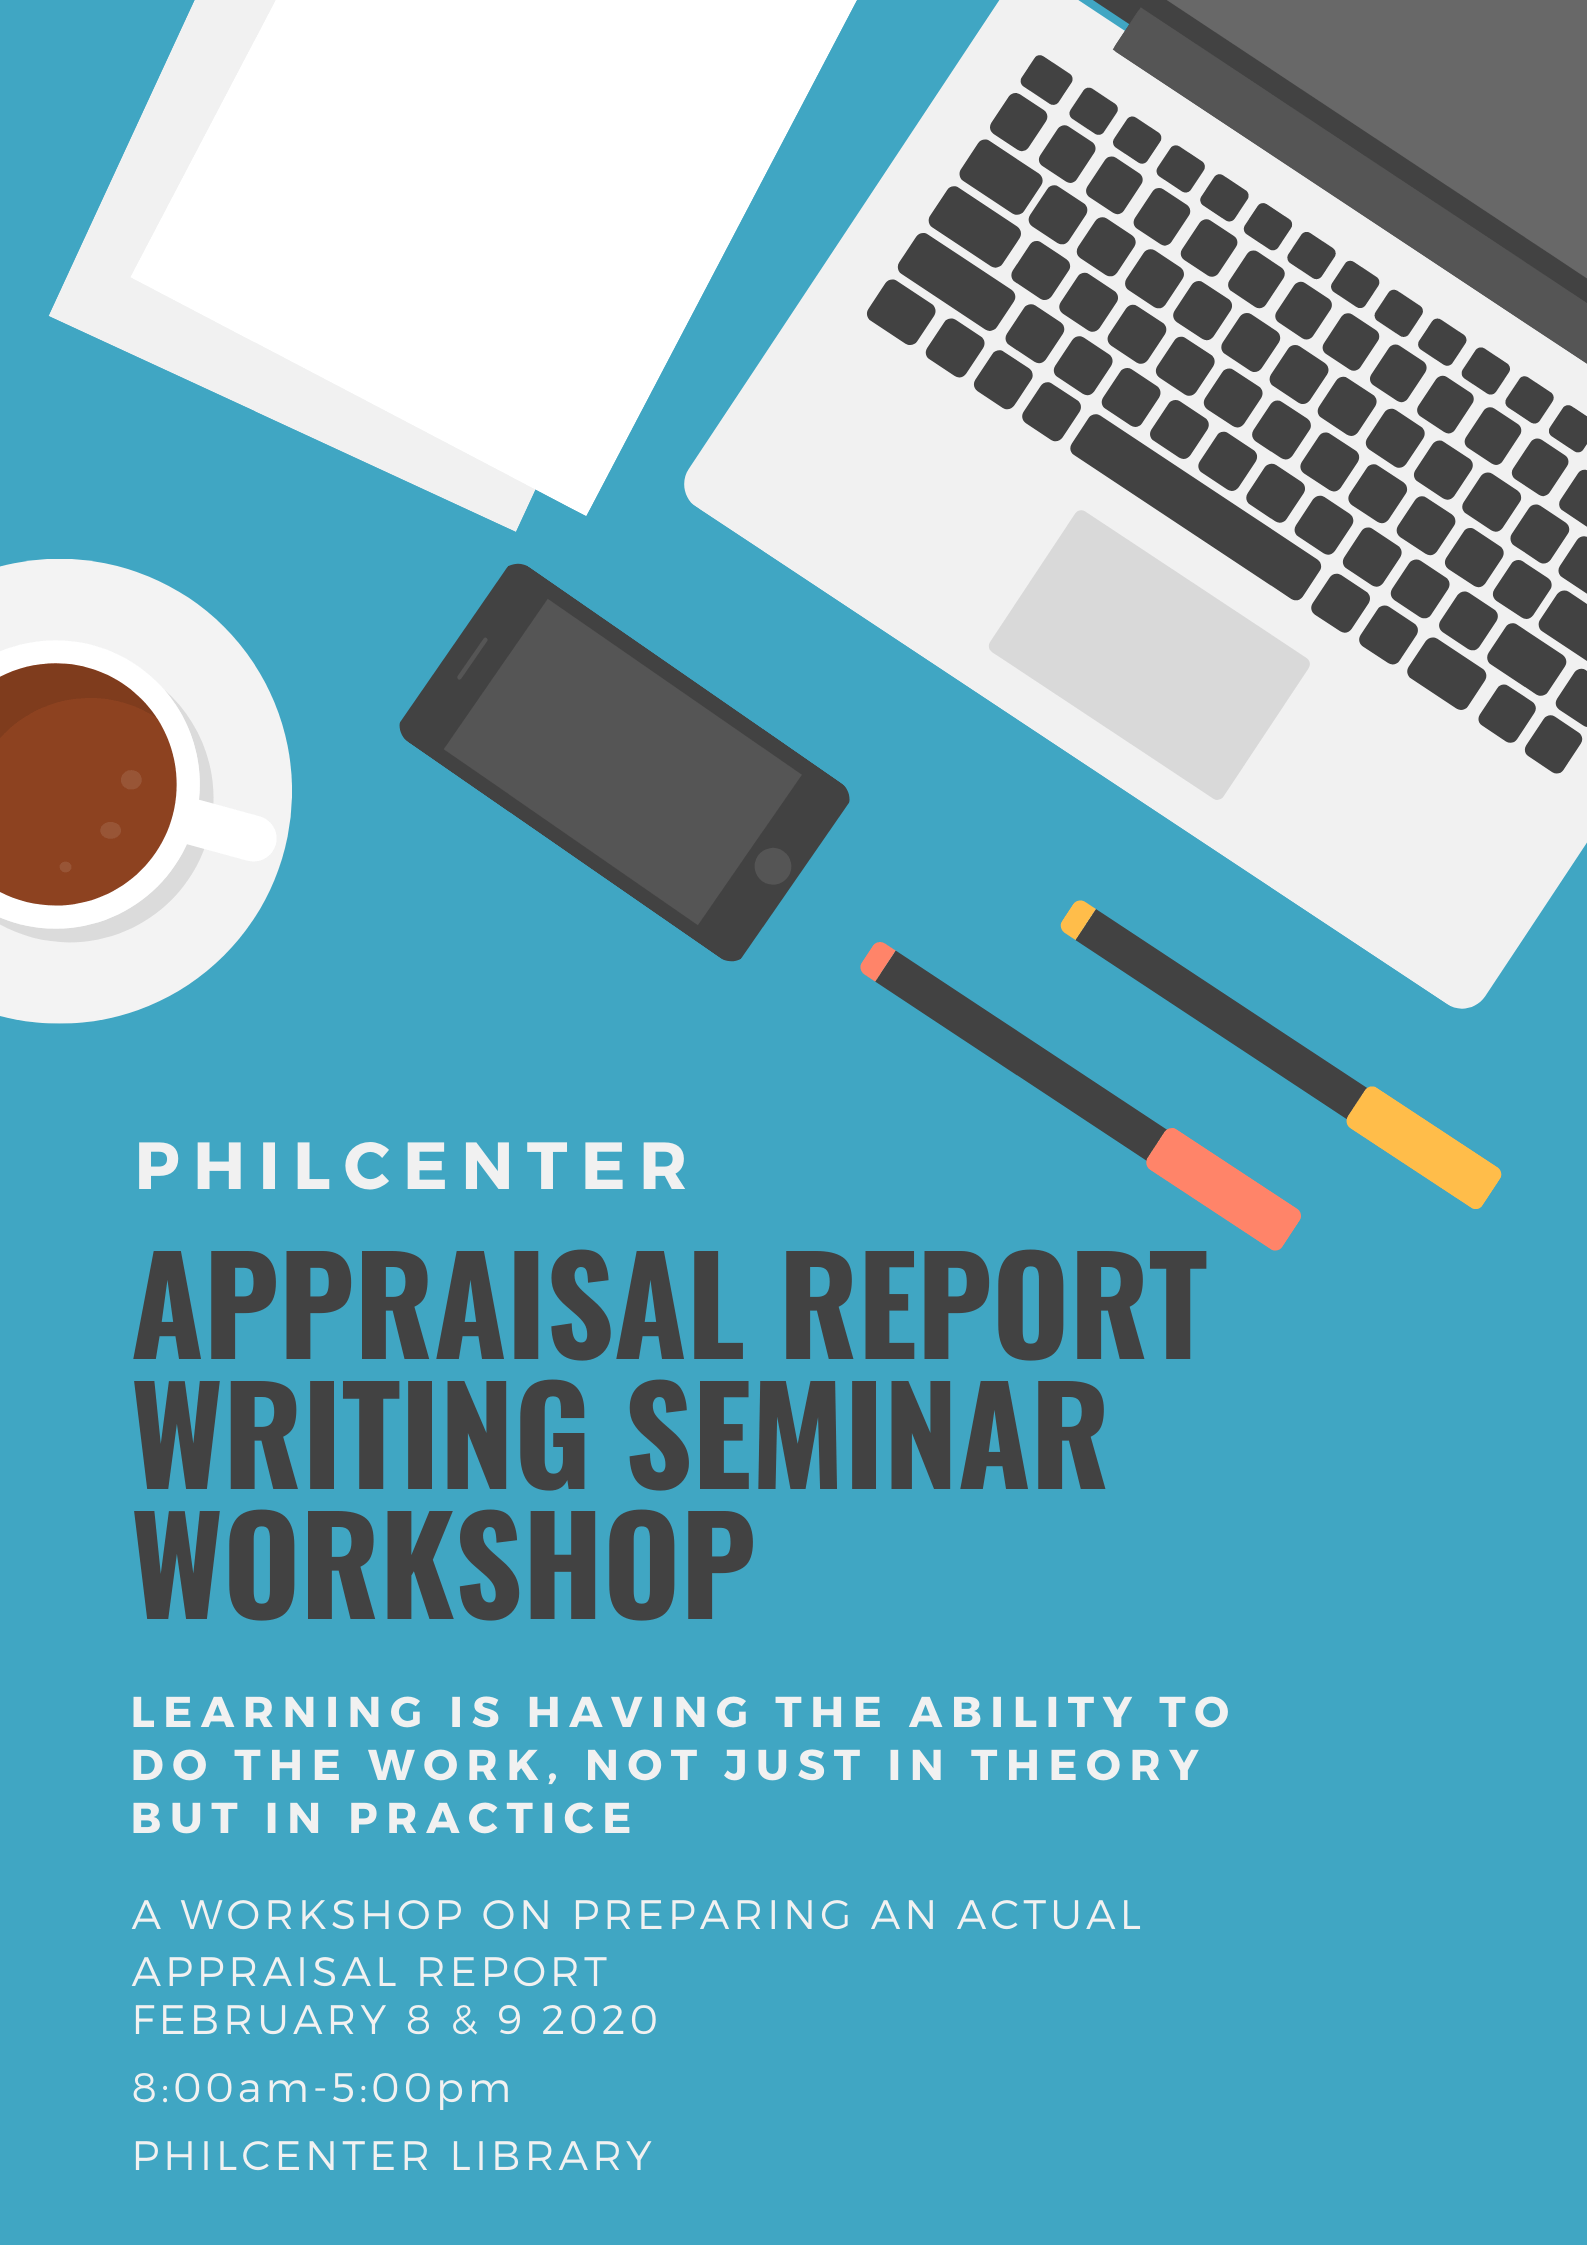 PHILCENTER
APPRAISAL REPORT
WRITING SEMINAR
WORKSHOP
LEARNING IS HAVING THE ABILITY TO
DO THE WORK, NOT JUST IN THEORY
BUT IN PRACTICE
A WORKSHOP ON PREPARING AN ACTUAL
APPRAISAL REPORT
FEBRUARY 8 & 9 2020
8:00am-5:00pm
PHILCENTER LIBRARY